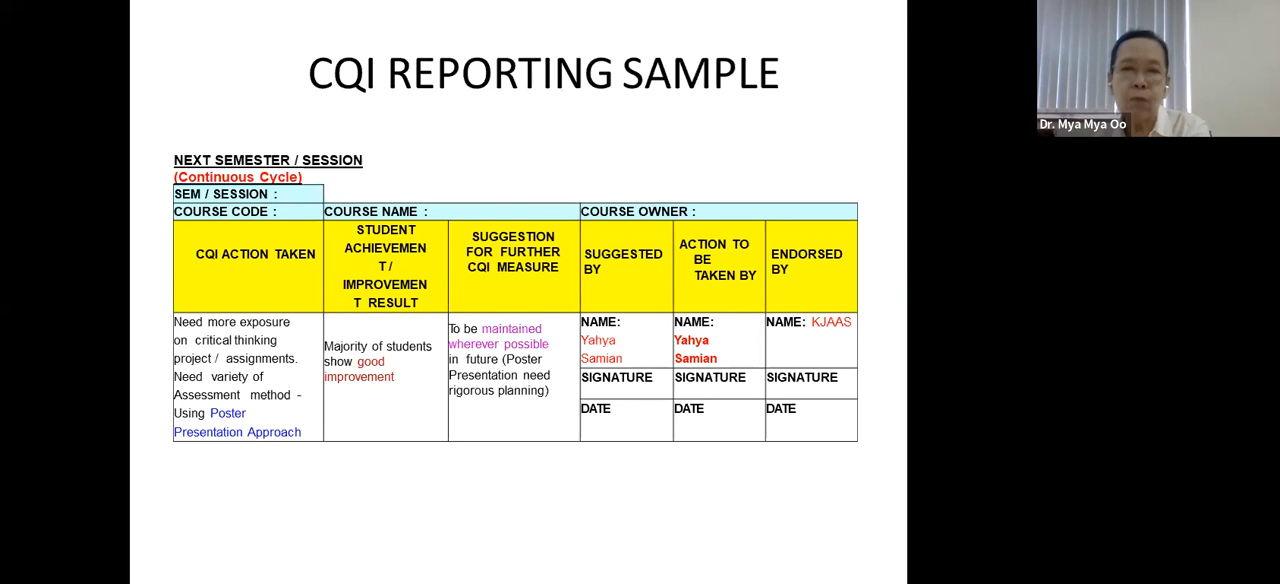 CQI REPORTING SAMPLE
Dr. Mya Mya Oo
NEXT SEMESTER / SESSION
(Continuous Cycle)
SEM / SESSION :
COURSE CODE :
COURSE NAME :
COURSE OWNER :
CQI ACTION TAKEN
STUDENT
ACHIEVEMEN
T /
IMPROVEMEN
T RESULT
SUGGESTION
FOR FURTHER
CQI MEASURE
SUGGESTED
BY
ACTION TO
BE
TAKEN BY
ENDORSED
BY
Need more exposure
on critical thinking
project / assignments.
Need variety of
Assessment method -
Using Poster
Presentation Approach
Majority of students
show good
improvement
To be maintained
wherever possible
in future (Poster
Presentation need
rigorous planning)
NAME:
Yahya
Samian
NAME:
Yahya
Samian
NAME: KJAAS
SIGNATURE
SIGNATURE
SIGNATURE
DATE
DATE
DATE